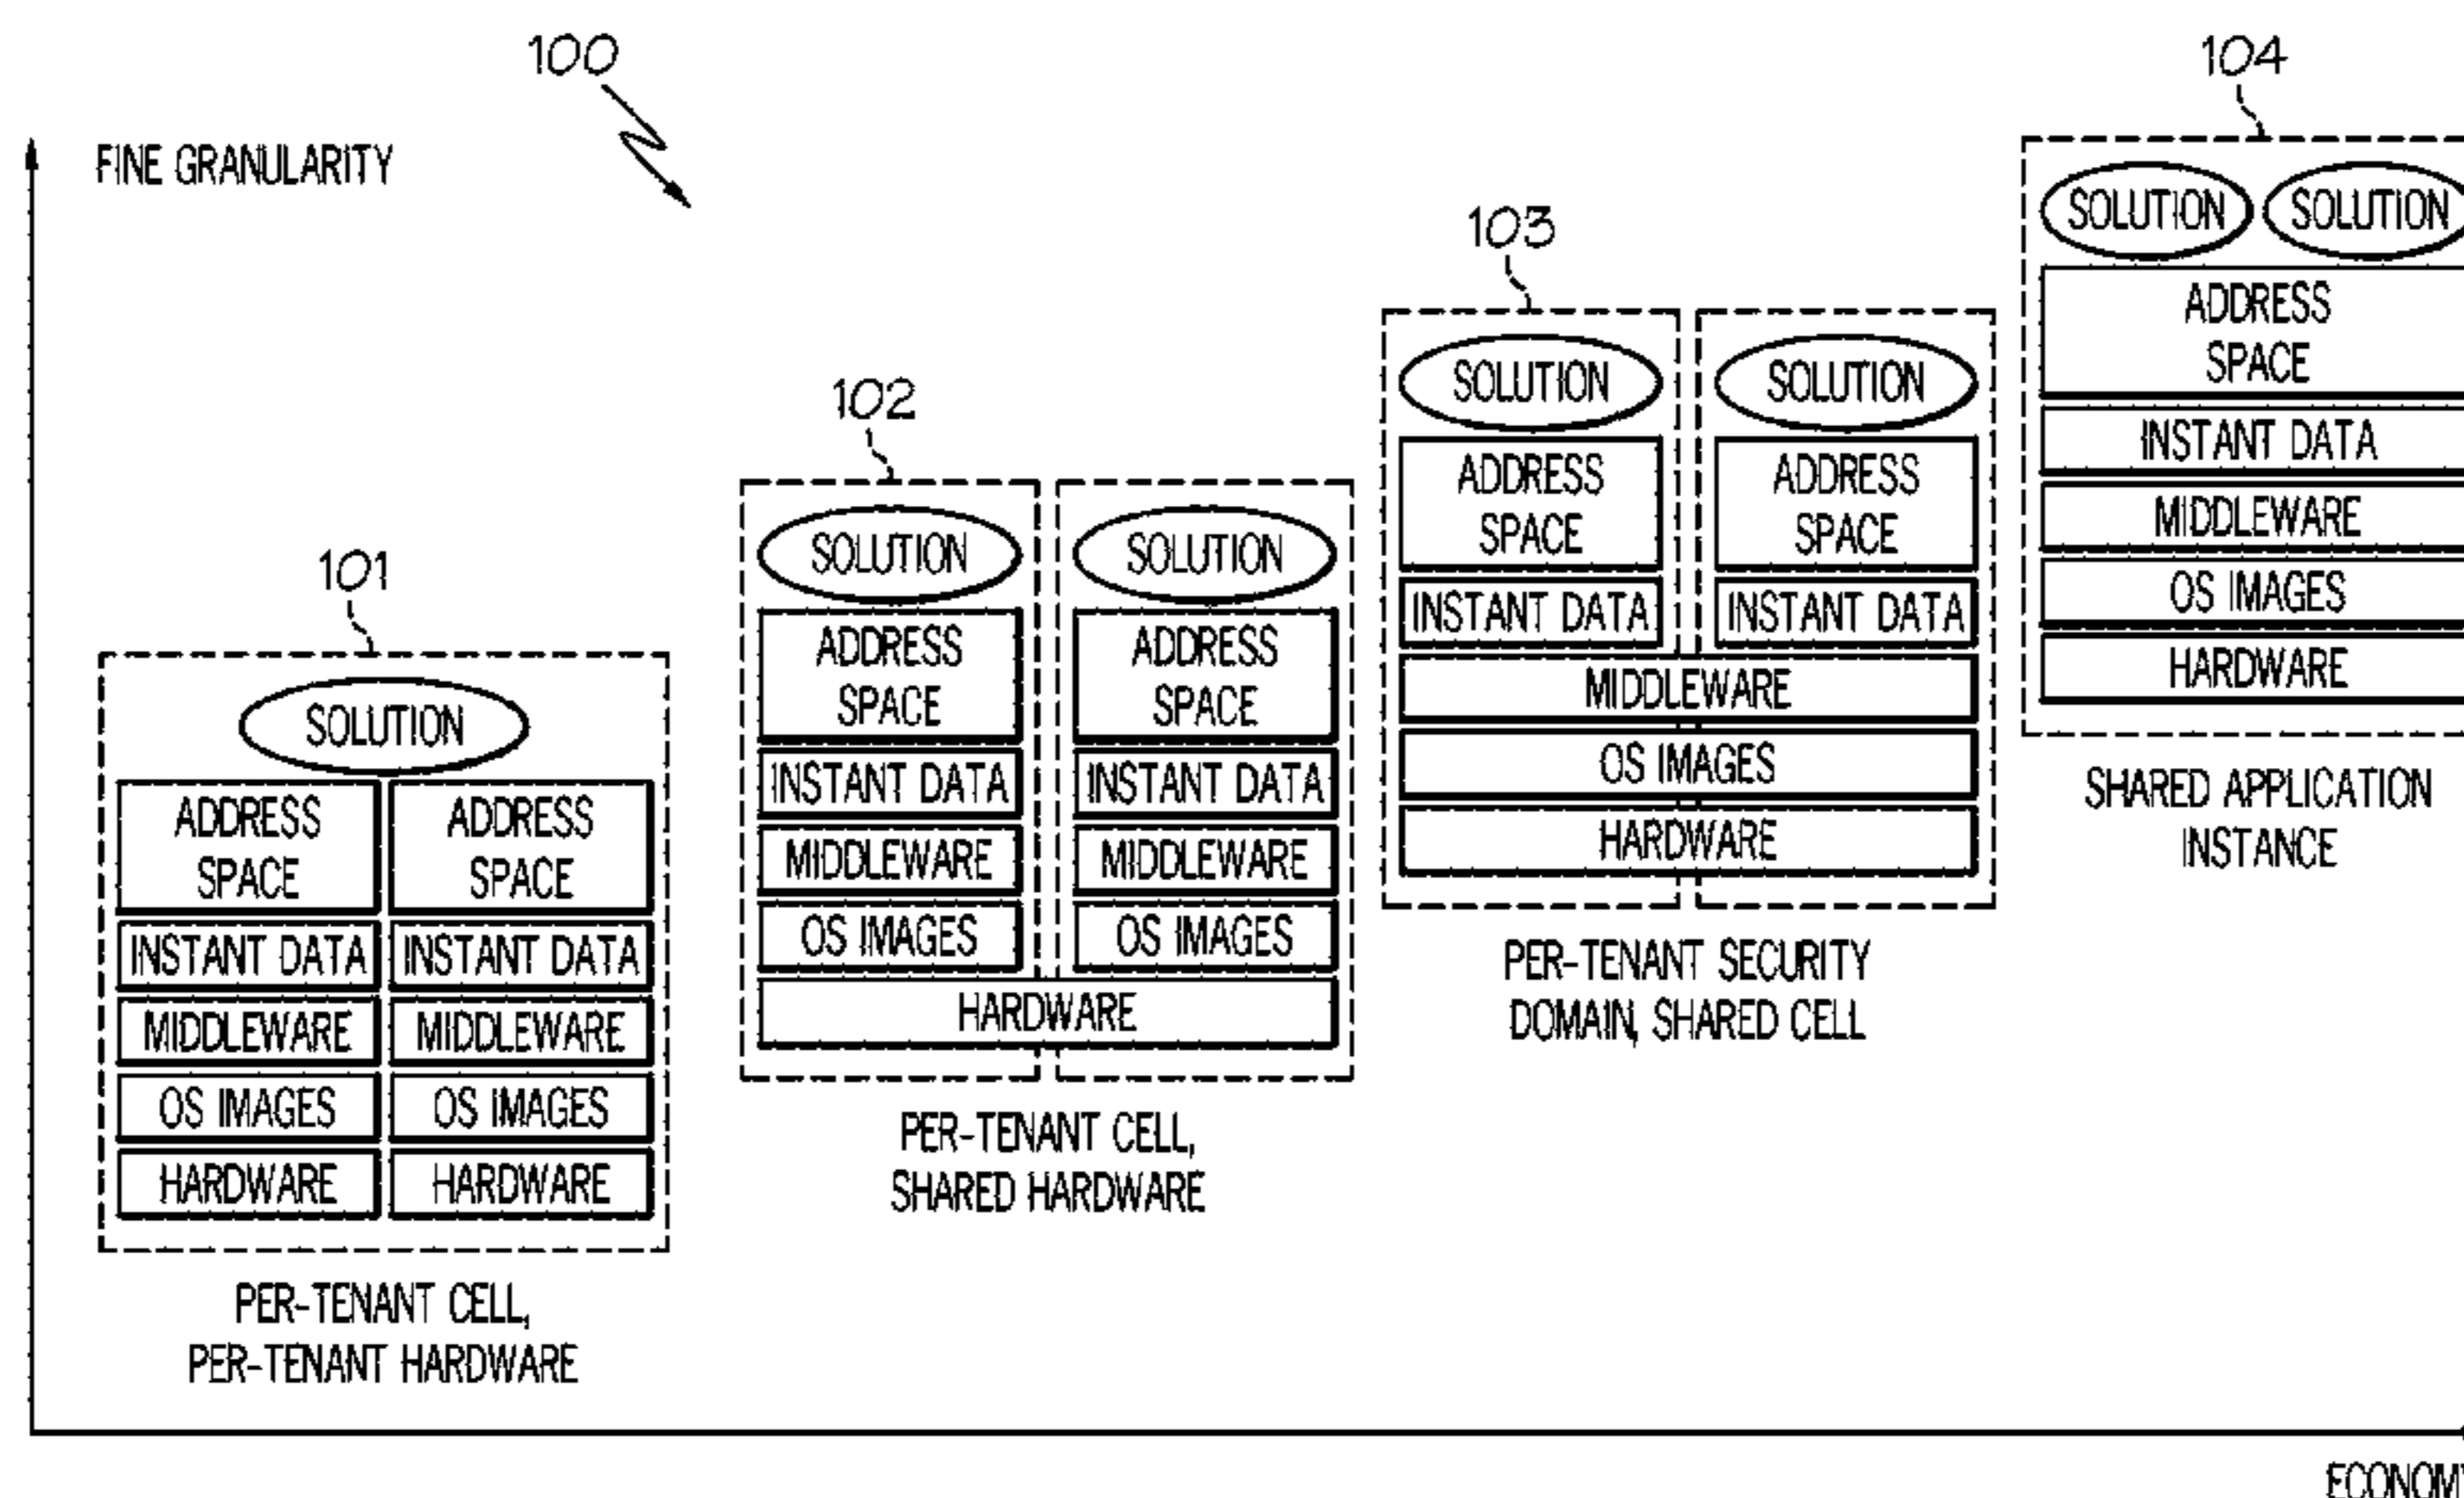 100
FINE GRANULARITY
101
SOLUTION
ADDRESS SPACE ADDRESS SPACE
INSTANT DATA INSTANT DATA
MIDDLEWARE MIDDLEWARE
OS IMAGES OS IMAGES
HARDWARE HARDWARE
PER-TENANT CELL,
PER-TENANT HARDWARE
102
SOLUTION SOLUTION
ADDRESS SPACE ADDRESS SPACE
INSTANT DATA INSTANT DATA
MIDDLEWARE MIDDLEWARE
OS IMAGES OS IMAGES
HARDWARE
PER-TENANT CELL,
SHARED HARDWARE
103
SOLUTION SOLUTION
ADDRESS SPACE ADDRESS SPACE
INSTANT DATA INSTANT DATA
MIDDLEWARE
OS IMAGES
HARDWARE
PER-TENANT SECURITY
DOMAIN, SHARED CELL
104
SOLUTION SOLUTION
ADDRESS
SPACE
INSTANT DATA
MIDDLEWARE
OS IMAGES
HARDWARE
SHARED APPLICATION
INSTANCE
ECONOMY